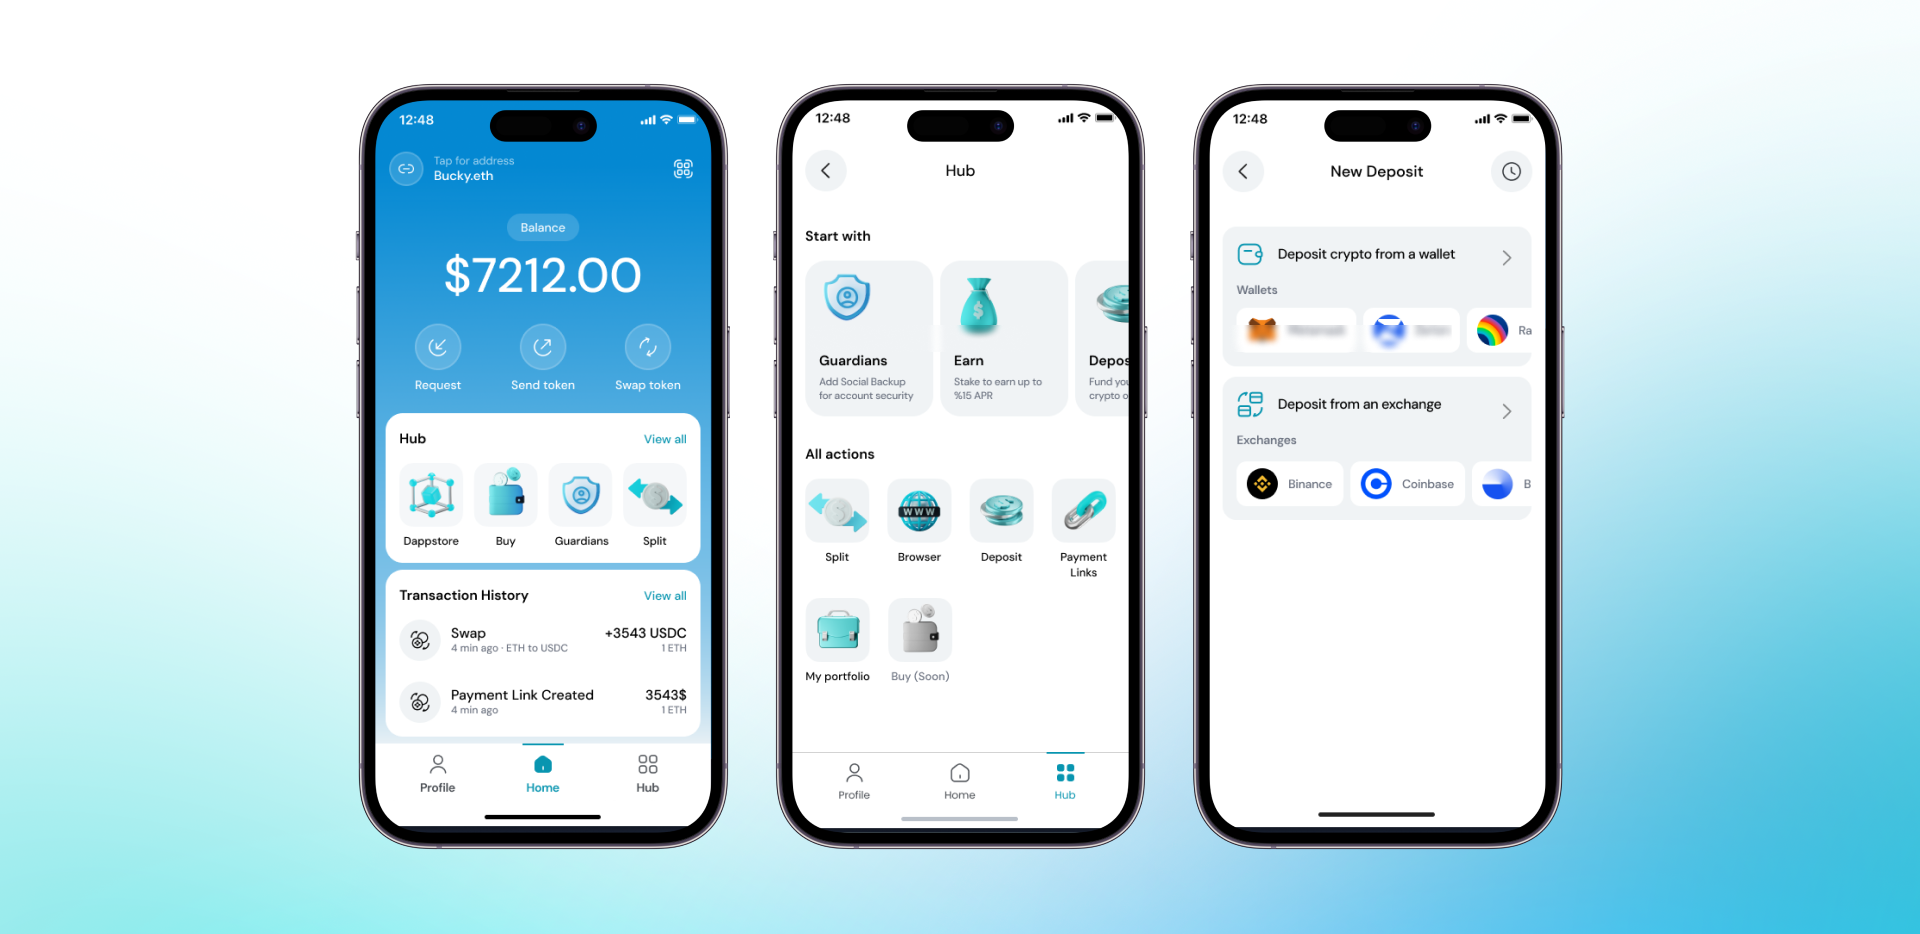 12:48
Tap for address
Bucky.eth
Balance
$7212.00
Request
Send token
Swap token
Hub
View all
Dappstore
Buy
Guardians
Split
Transaction History
View all
Swap
+3543 USDC
4 min ago · ETH to USDC
1 ETH
Payment Link Created
3543$
4 min ago
1 ETH
Profile
Home
Hub
12:48
Hub
Start with
Guardians
Add Social Backup
for account security
Earn
Stake to earn up to
%15 APR
Depos
Fund you
crypto o
All actions
Split
WWW
Browser
Deposit
Payment
Links
My portfolio
Buy (Soon)
Profile
Home
Hub
12:48
New Deposit
Deposit crypto from a wallet
Wallets
Ra
Deposit from an exchange
Exchanges
Binance
Coinbase
B